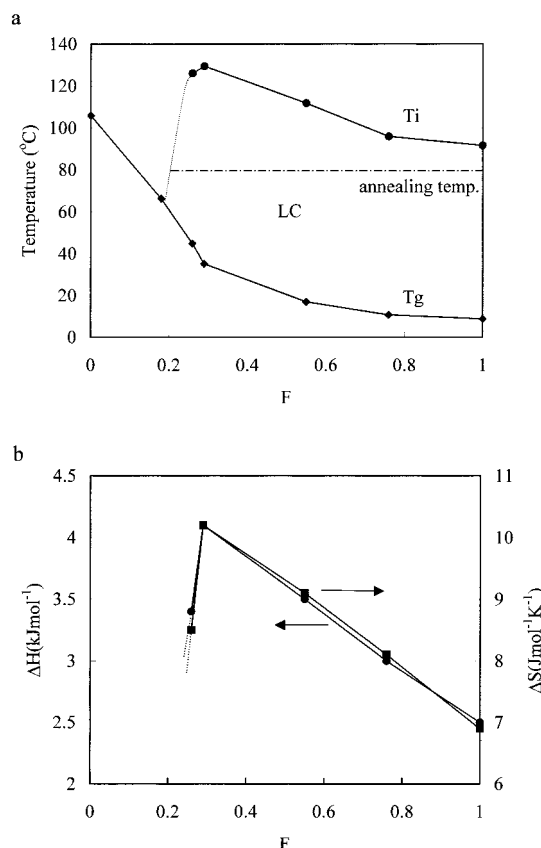 a
140
120
100
80
60
40
20
0
Temperature (°C)
Ti
annealing temp.
LC
Tg
0 0.2 0.4 0.6 0.8 1
F
b
4.5
4
3.5
3
2.5
2
ΔH(kJmol⁻¹)
11
10
9
8
7
6
ΔS(Jmol⁻¹K⁻¹)
0 0.2 0.4 0.6 0.8 1
F